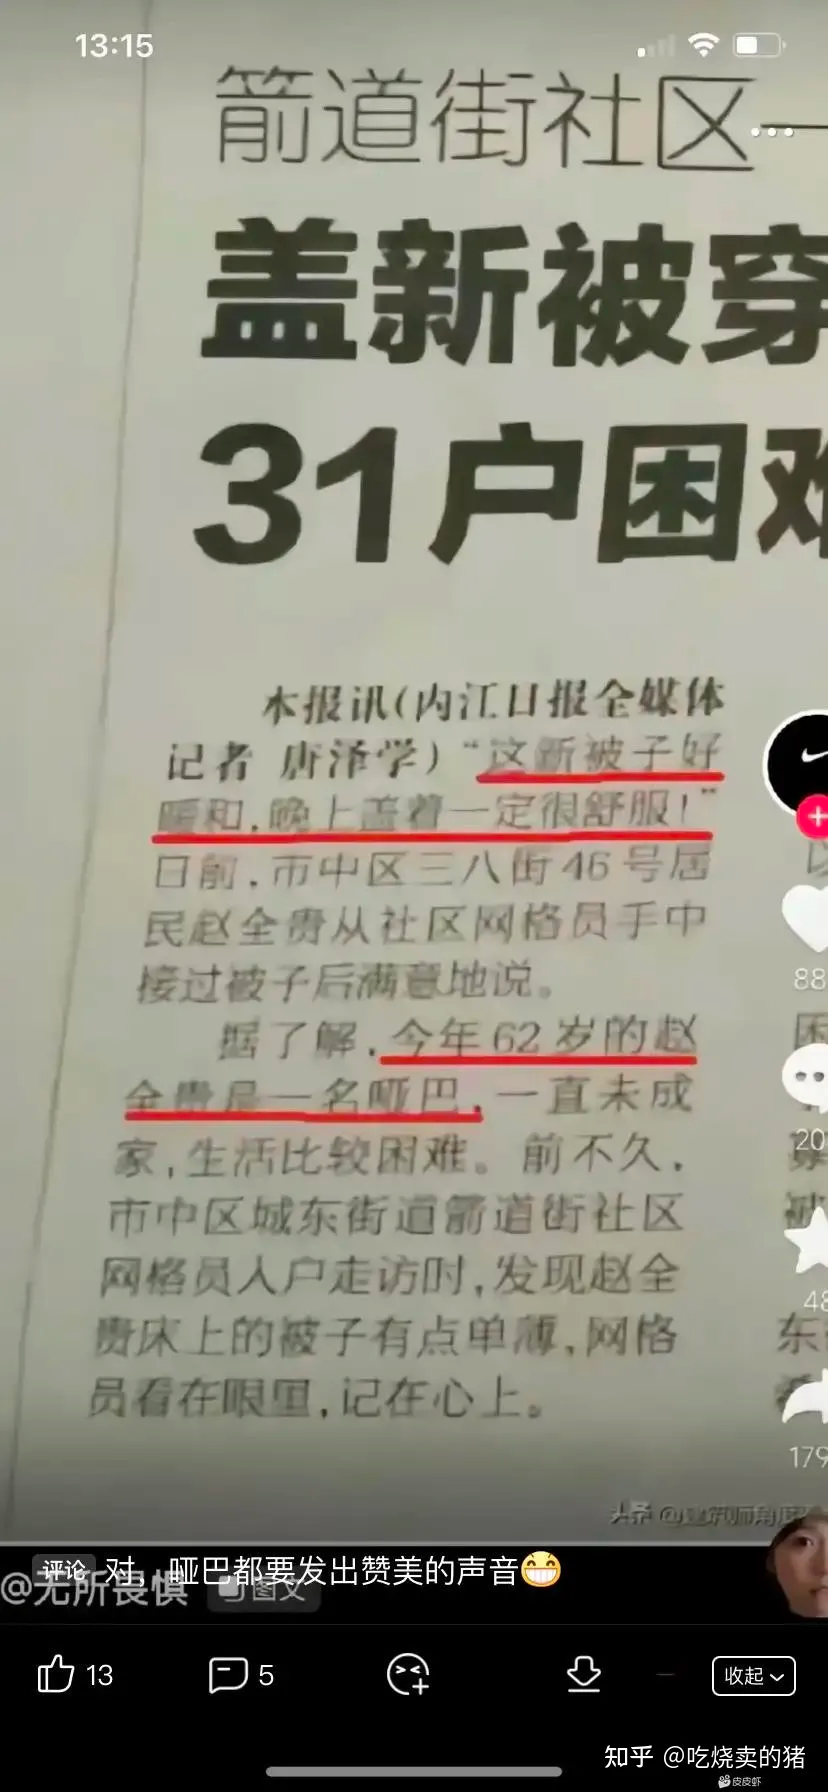 13:15
箭道街社区—
盖新被穿
31户困难
本报讯(内江日报全媒体
记者 唐泽学)“这新被子好
暖和,晚上盖着一定很舒服!”
日前,市中区三八街46号居
民赵全贵从社区网格员手中
接过被子后满意地说。
据了解,今年62岁的赵
全贵是一名哑巴,一直未成
家,生活比较困难。前不久,
市中区城东街道箭道街社区
网格员入户走访时,发现赵全
贵床上的被子有点单薄,网格
员看在眼里,记在心上。
88
困
20
被
48
东
179
头条 @建筑师角度
评论 对,哑巴都要发出赞美的声音😁
@无所畏惧 图文
13
5
收起
知乎 @吃烧卖的猪
皮皮虾